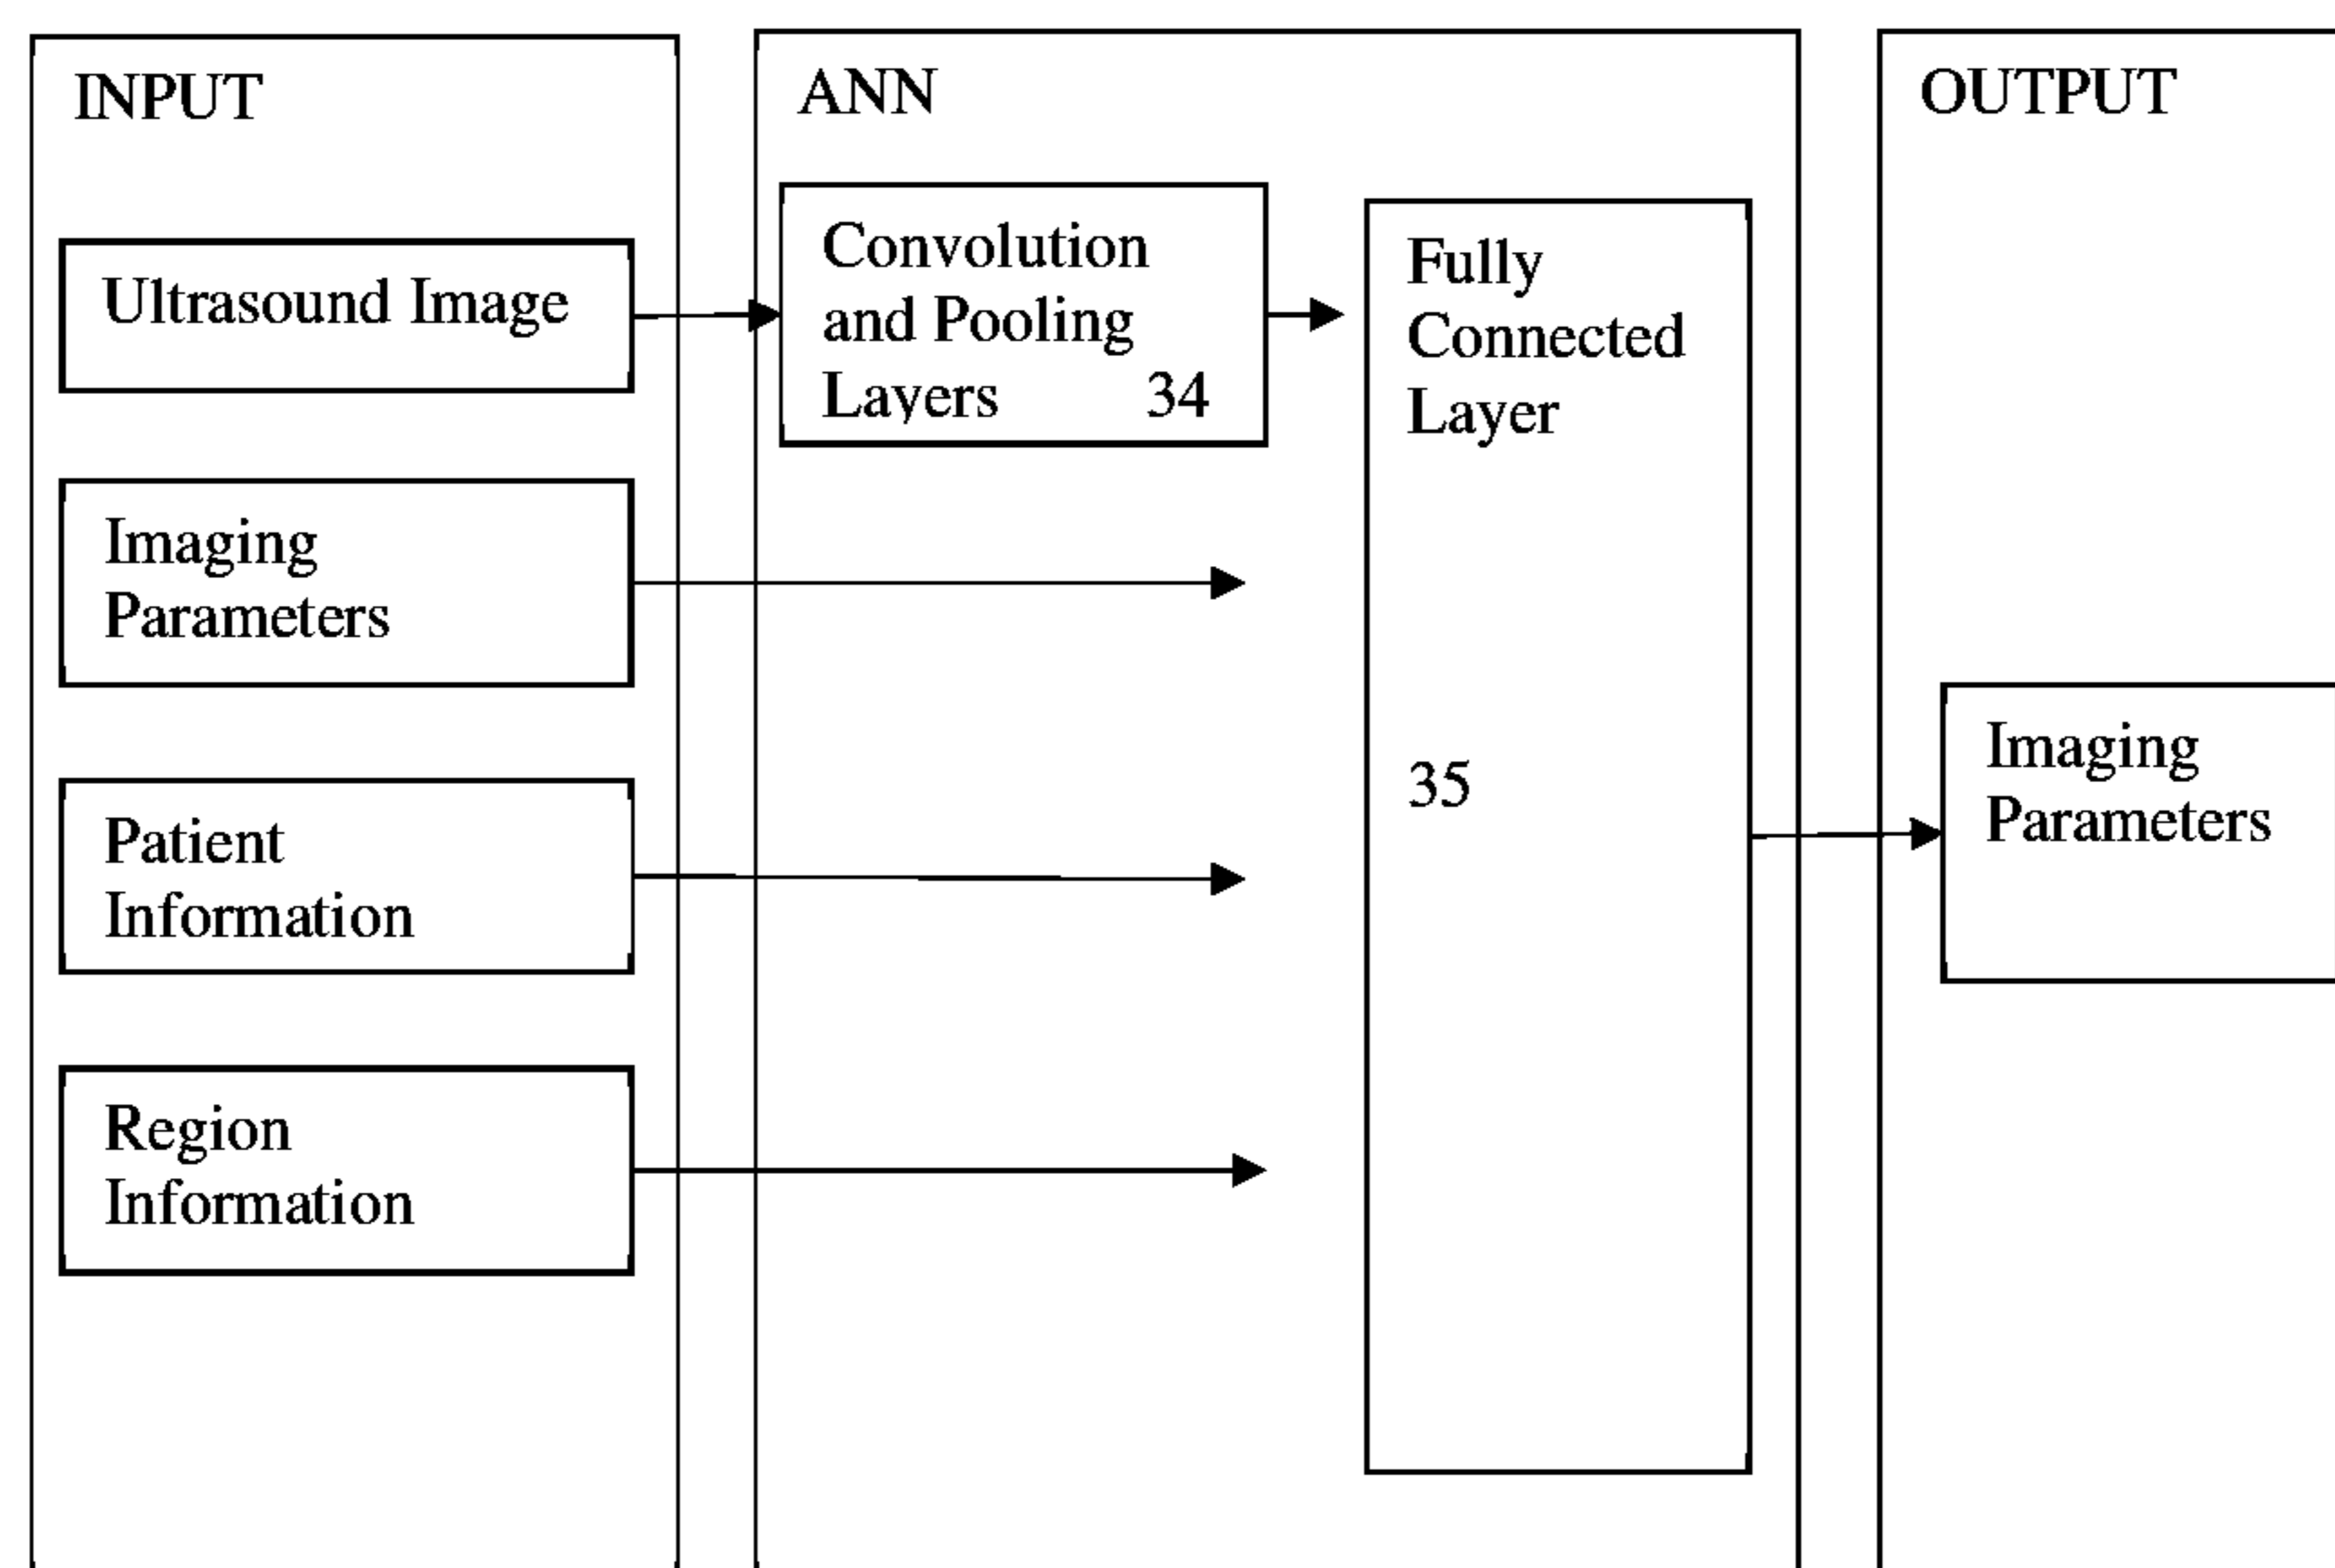 INPUT
Ultrasound Image
Imaging
Parameters
Patient
Information
Region
Information
ANN
Convolution
and Pooling
Layers 34
Fully
Connected
Layer
35
OUTPUT
Imaging
Parameters